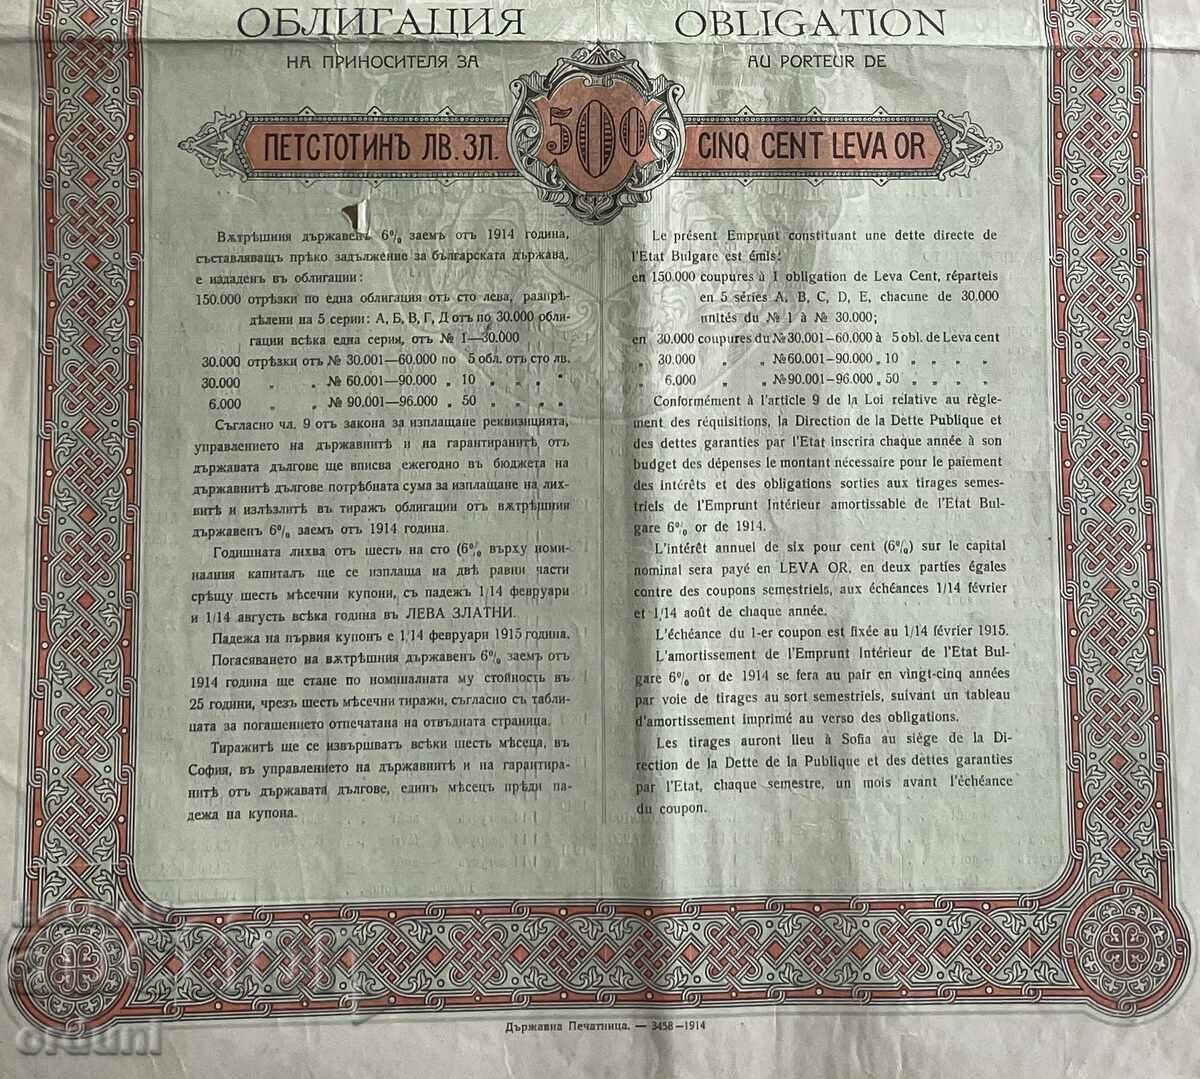 ОБЛИГАЦИЯ
НА ПРИНОСИТЕЛЯ ЗА
ПЕТСТОТИНЪ ЛВ. ЗЛ.
OBLIGATION
AU PORTEUR DE
CINQ CENT LEVA OR
500
Вѫтрѣшния държавенъ 6% заемъ отъ 1914 година,
съставляващъ прѣко задължение за българската държава,
е издаденъ въ облигации:
150.000 отрѣзки по една облигация отъ сто лева, разпрѣ-
дѣлени на 5 серии: А, Б, В, Г, Д отъ по 30.000 обли-
гации всѣка една серия, отъ № 1—30.000
30.000 отрѣзки отъ № 30.001—60.000 по 5 обл. отъ сто лв.
30.000 „ „ № 60.001—90.000 „ 10 „ „ „ „
6.000 „ „ № 90.001—96.000 „ 50 „ „ „ „
Съгласно чл. 9 отъ закона за изплащане реквизицията,
управлението на държавнитѣ и на гарантиранитѣ отъ
държавата дългове ще вписва ежегодно въ бюджета на
държавнитѣ дългове потрѣбната сума за изплащане на лих-
витѣ и излѣзлитѣ въ тиражъ облигации отъ вѫтрѣшния
държавенъ 6% заемъ отъ 1914 година.
Годишната лихва отъ шесть на сто (6% върху номи-
налния капиталъ ще се изплаща на двѣ равни части
срѣщу шесть мѣсечни купони, съ падежъ 1/14 февруари
и 1/14 августъ всѣка година въ ЛЕВА ЗЛАТНИ.
Падежа на първия купонъ е 1/14 февруари 1915 година.
Погасяването на вѫтрѣшния държавенъ 6% заемъ отъ
1914 година ще стане по номиналната му стойность въ
25 години, чрезъ шесть мѣсечни тиражи, съгласно съ табли-
цата за погашението отпечатана на отвъдната страница.
Тиражитѣ ще се извършватъ всѣки шесть мѣсеца, въ
София, въ управлението на държавнитѣ и на гарантира-
нитѣ отъ държавата дългове, единъ мѣсецъ прѣди па-
дежа на купона.
Le présent Emprunt constituant une dette directe de
l'Etat Bulgare est émis:
en 150.000 coupures à 1 obligation de Leva Cent, réparteis
en 5 séries A, B, C, D, E, chacune de 30.000
unités du № 1 à № 30.000;
en 30.000 coupures du № 30.001-60.000 à 5 obl. de Leva cent
„ 30.000 „ „ № 60.001-90.000 „ 10 „ „ „ „
„ 6.000 „ „ № 90.001-96.000 „ 50 „ „ „ „
Conformément à l'article 9 de la Loi relative au règle-
ment des réquisitions, la Direction de la Dette Publique et
des dettes garanties par l'Etat inscrira chaque année à son
budget des dépenses le montant nécessaire pour le paiement
des intérêts et des obligations sorties aux tirages semes-
triels de l'Emprunt Intérieur amortissable de l'Etat Bul-
gare 6% or de 1914.
L'intérêt annuel de six pour cent (6%) sur le capital
nominal sera payé en LEVA OR, en deux parties égales
contre des coupons semestriels, aux échéances 1/14 février
et 1/14 août de chaque année.
L'échéance du 1-er coupon est fixée au 1/14 février 1915.
L'amortissement de l'Emprunt Intérieur de l'Etat Bul-
gare 6% or de 1914 se fera au pair en vingt-cinq années
par voie de tirages au sort semestriels, suivant un tableau
d'amortissement imprimé au verso des obligations.
Les tirages auront lieu à Sofia au siège de la Di-
rection de la Dette de la Publique et des dettes garanties
par l'Etat, chaque semestre, un mois avant l'échéance
du coupon.
Държавна Печатница. — 3458—1914
orduni